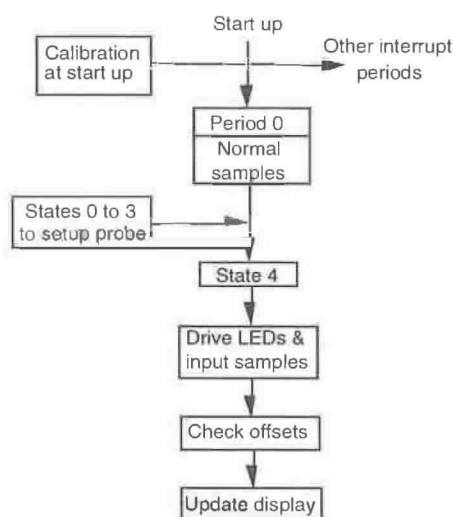 Start up
Calibration
at start up
Other interrupt
periods
Period 0
Normal
samples
States 0 to 3
to setup probe
State 4
Drive LEDs &
input samples
Check offsets
Update display